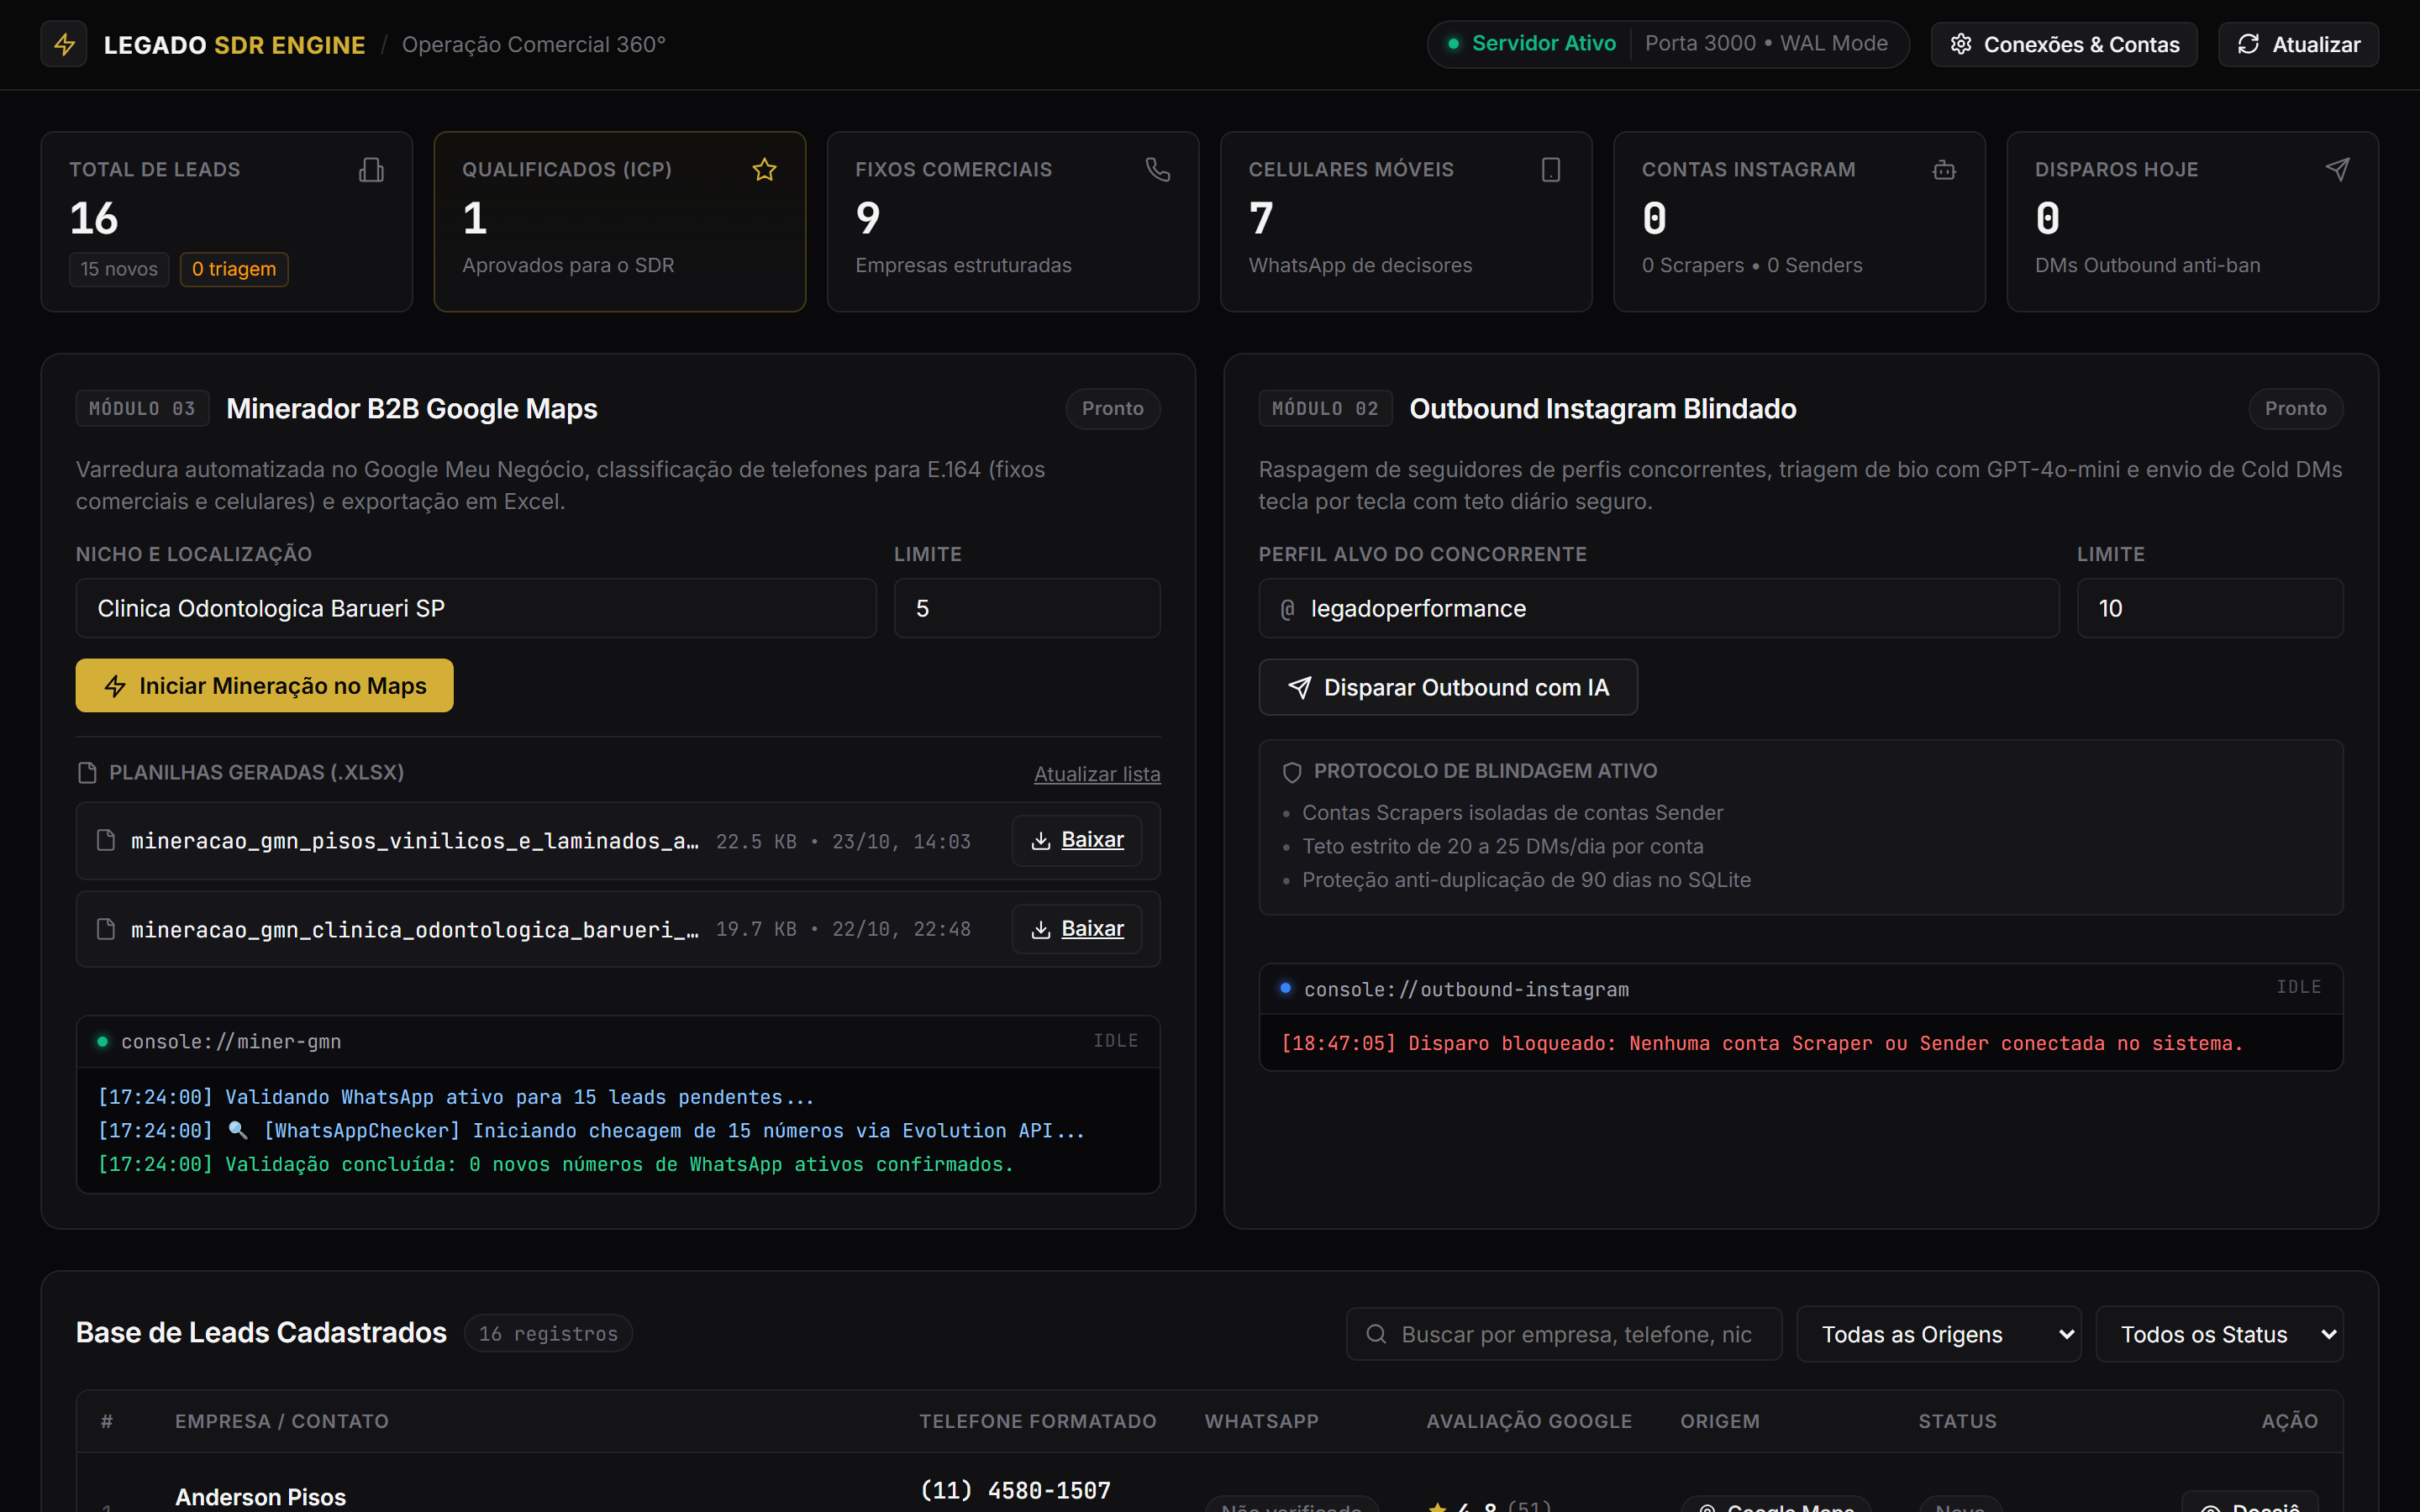 LEGADO SDR ENGINE / Operação Comercial 360°
Servidor Ativo Porta 3000 • WAL Mode
Conexões & Contas
Atualizar
TOTAL DE LEADS
16
15 novos 0 triagem
QUALIFICADOS (ICP)
1
Aprovados para o SDR
FIXOS COMERCIAIS
9
Empresas estruturadas
CELULARES MÓVEIS
7
WhatsApp de decisores
CONTAS INSTAGRAM
0
0 Scrapers • 0 Senders
DISPAROS HOJE
0
DMs Outbound anti-ban
MÓDULO 03 Minerador B2B Google Maps Pronto
Varredura automatizada no Google Meu Negócio, classificação de telefones para E.164 (fixos
comerciais e celulares) e exportação em Excel.
NICHO E LOCALIZAÇÃO LIMITE
Clinica Odontologica Barueri SP 5
Iniciar Mineração no Maps
PLANILHAS GERADAS (.XLSX) Atualizar lista
mineracao_gmn_pisos_vinilicos_e_laminados_a… 22.5 KB • 23/10, 14:03 Baixar
mineracao_gmn_clinica_odontologica_barueri_… 19.7 KB • 22/10, 22:48 Baixar
console://miner-gmn IDLE
[17:24:00] Validando WhatsApp ativo para 15 leads pendentes...
[17:24:00] 🔍 [WhatsAppChecker] Iniciando checagem de 15 números via Evolution API...
[17:24:00] Validação concluída: 0 novos números de WhatsApp ativos confirmados.
MÓDULO 02 Outbound Instagram Blindado Pronto
Raspagem de seguidores de perfis concorrentes, triagem de bio com GPT-4o-mini e envio de Cold DMs
tecla por tecla com teto diário seguro.
PERFIL ALVO DO CONCORRENTE LIMITE
@ legadoperformance 10
Disparar Outbound com IA
PROTOCOLO DE BLINDAGEM ATIVO
• Contas Scrapers isoladas de contas Sender
• Teto estrito de 20 a 25 DMs/dia por conta
• Proteção anti-duplicação de 90 dias no SQLite
console://outbound-instagram IDLE
[18:47:05] Disparo bloqueado: Nenhuma conta Scraper ou Sender conectada no sistema.
Base de Leads Cadastrados 16 registros
Buscar por empresa, telefone, nic
Todas as Origens
Todos os Status
# EMPRESA / CONTATO TELEFONE FORMATADO WHATSAPP AVALIAÇÃO GOOGLE ORIGEM STATUS AÇÃO
(11) 4580-1507
1 Anderson Pisos Não verificado 4.8 (51) Google Maps Novo Dossiê